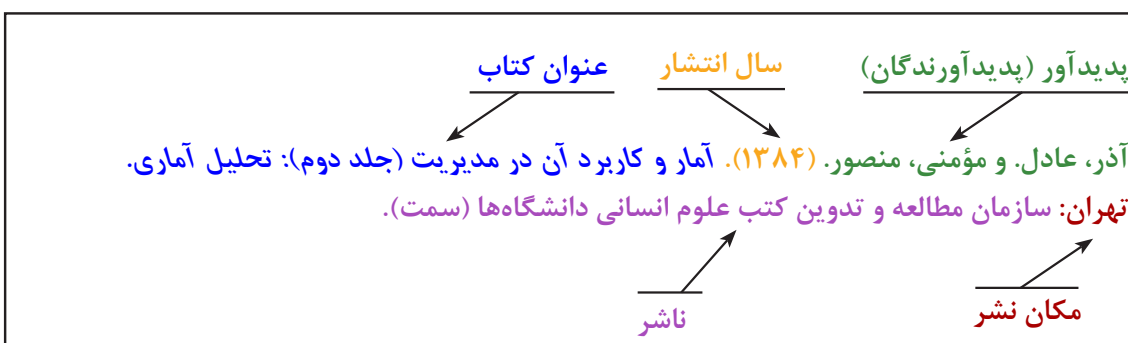 پدیدآور (پدیدآورندگان) سال انتشار عنوان کتاب
آذر، عادل. و مؤمنی، منصور. (۱۳۸۴). آمار و کاربرد آن در مدیریت (جلد دوم): تحلیل آماری.
تهران: سازمان مطالعه و تدوین کتب علوم انسانی دانشگاه‌ها (سمت).
مکان نشر ناشر